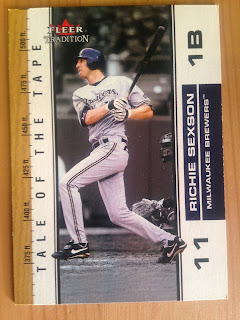 FLEER
TRADITION
TALE OF THE TAPE
375 ft.
400 ft.
425 ft.
450 ft.
475 ft.
500 ft.
11
RICHIE SEXSON
MILWAUKEE BREWERS™
1B
Brewers